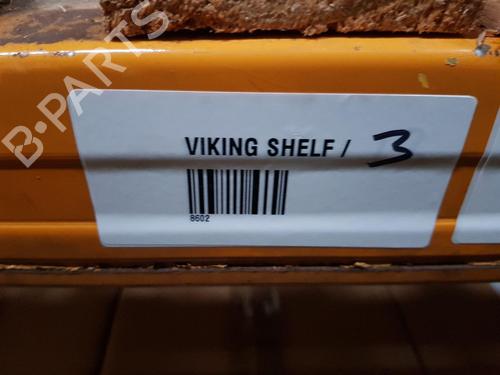 B-PARTS
VIKING SHELF / 3
8602